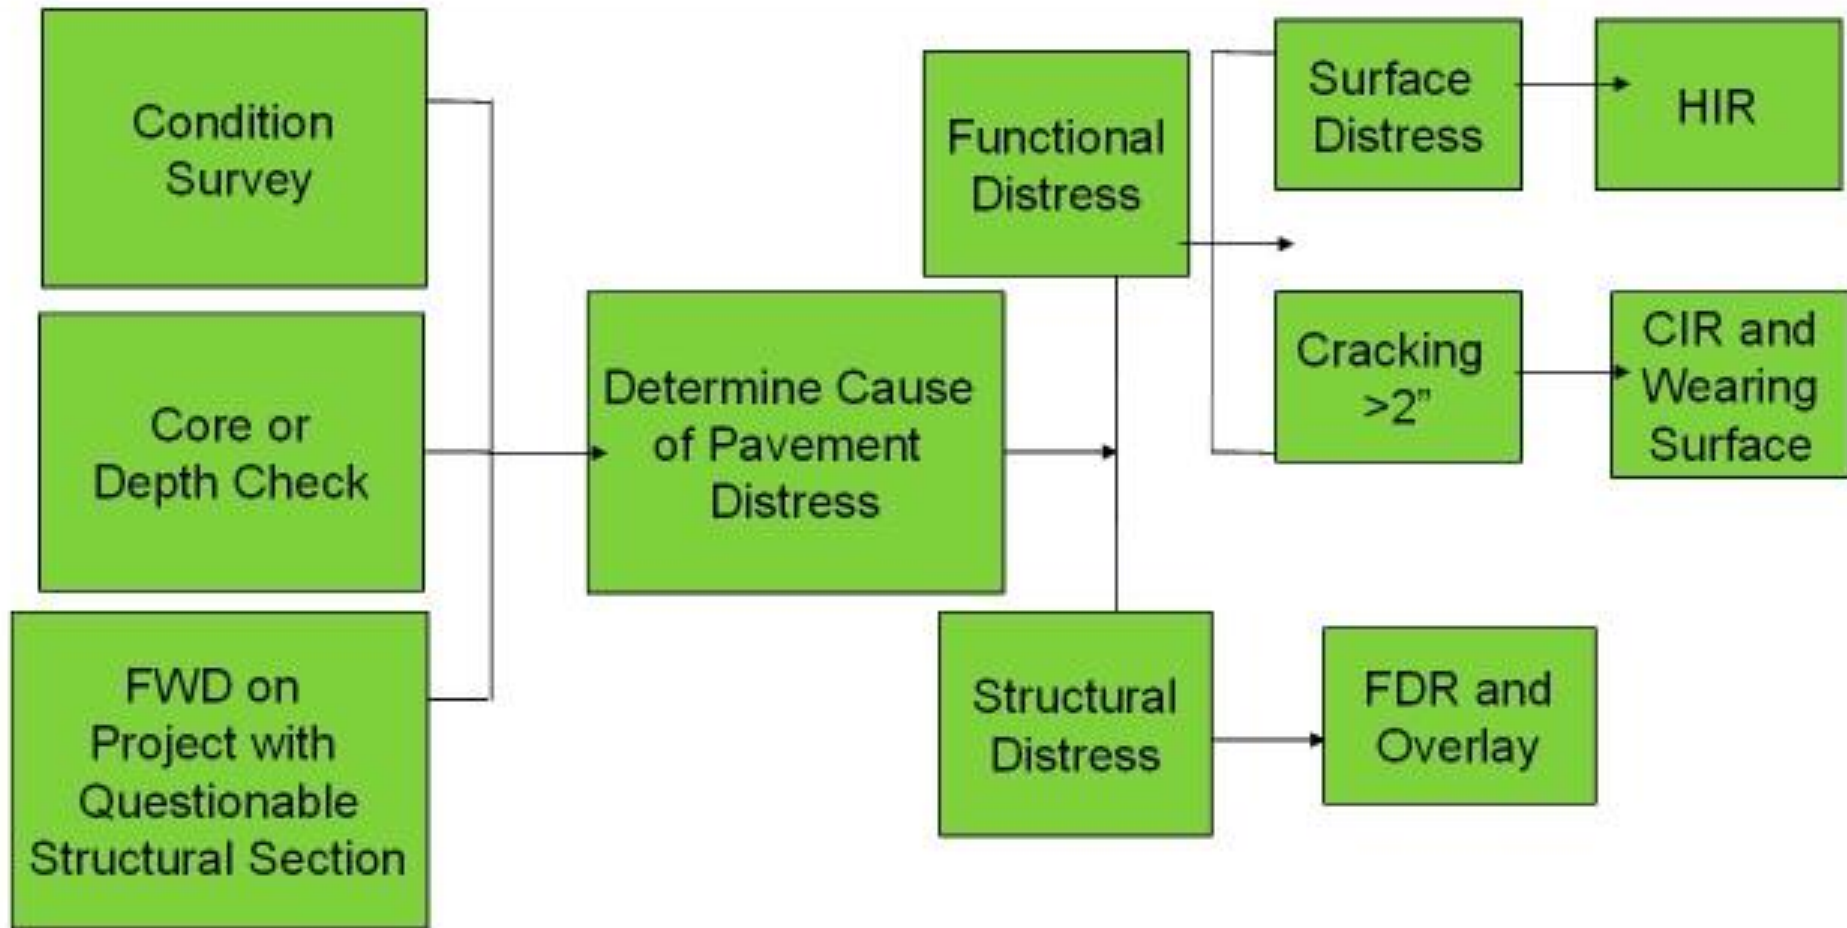 Condition
Survey
Core or
Depth Check
FWD on
Project with
Questionable
Structural Section
Determine Cause
of Pavement
Distress
Functional
Distress
Structural
Distress
Surface
Distress
HIR
Cracking
>2”
CIR and
Wearing
Surface
FDR and
Overlay